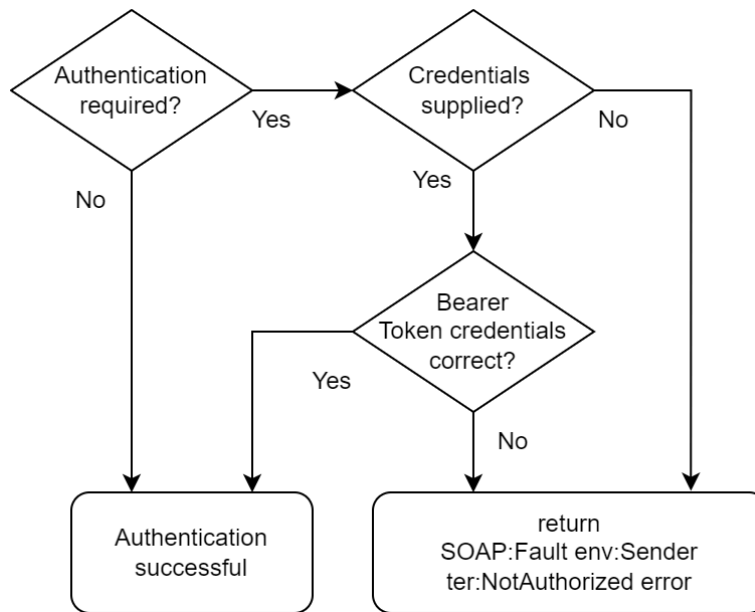 Authentication
required?
Yes
Credentials
supplied?
No
No
Yes
Bearer
Token credentials
correct?
Yes
No
Authentication
successful
return
SOAP:Fault env:Sender
ter:NotAuthorized error